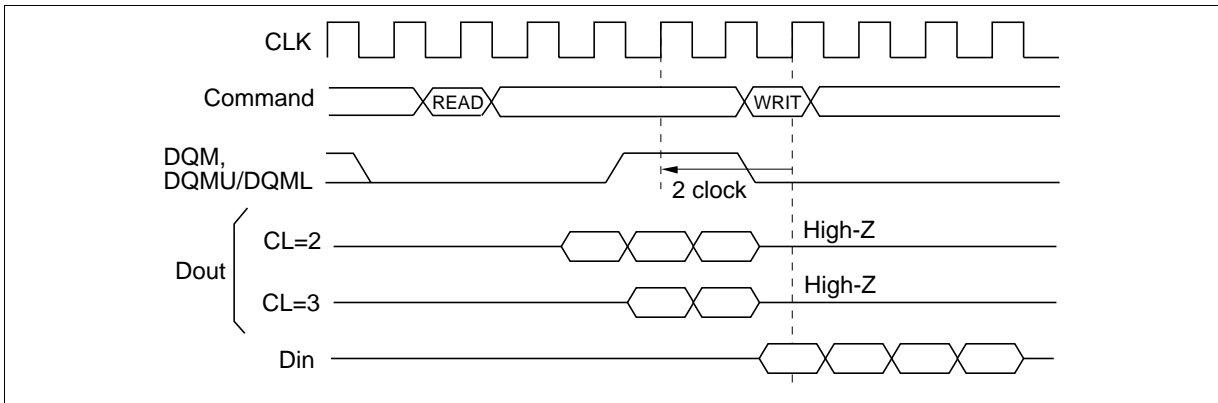 CLK
Command
READ
WRIT
DQM,
DQMU/DQML
2 clock
CL=2
High-Z
Dout
CL=3
High-Z
Din